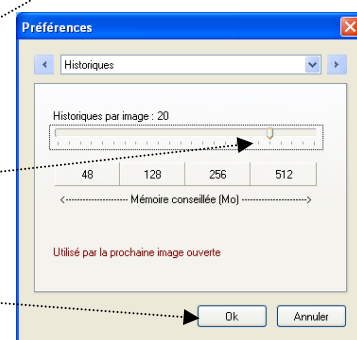 Préférences
Historiques
Historiques par image : 20
48 128 256 512
<------------------- Mémoire conseillée (Mo) ------------------->
Utilisé par la prochaine image ouverte
Ok Annuler